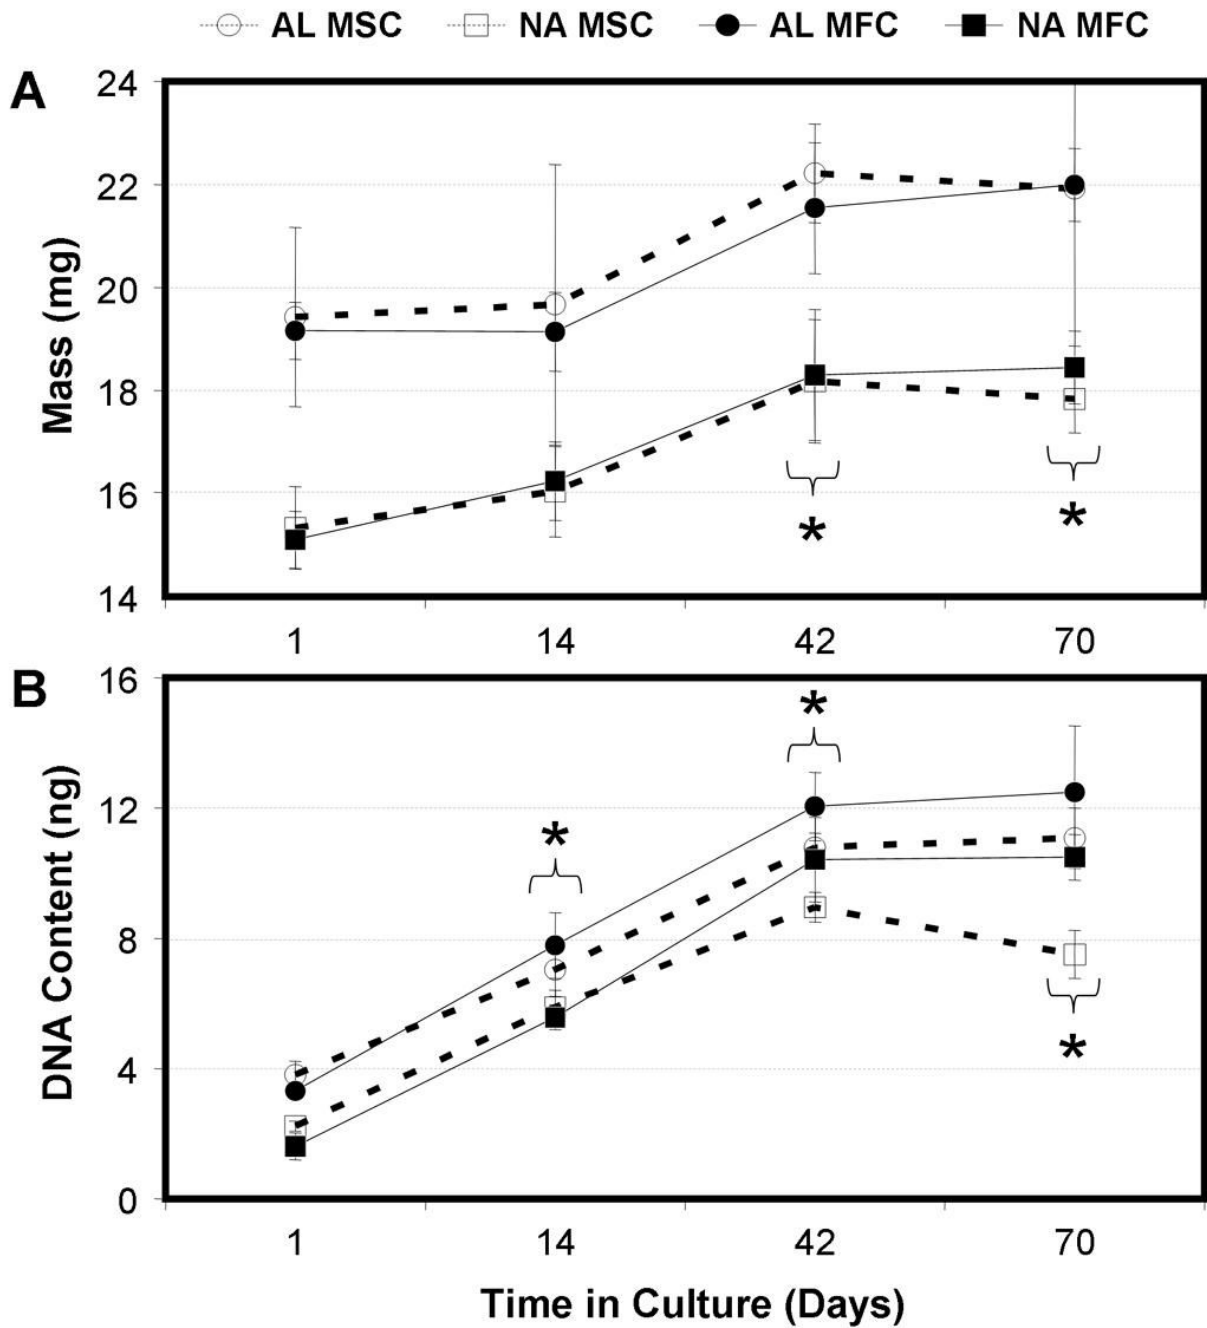 AL MSC NA MSC AL MFC NA MFC
A
24
22
20
18
16
14
Mass (mg)
*
*
1 14 42 70
B
16
12
8
4
0
DNA Content (ng)
*
*
*
1 14 42 70
Time in Culture (Days)